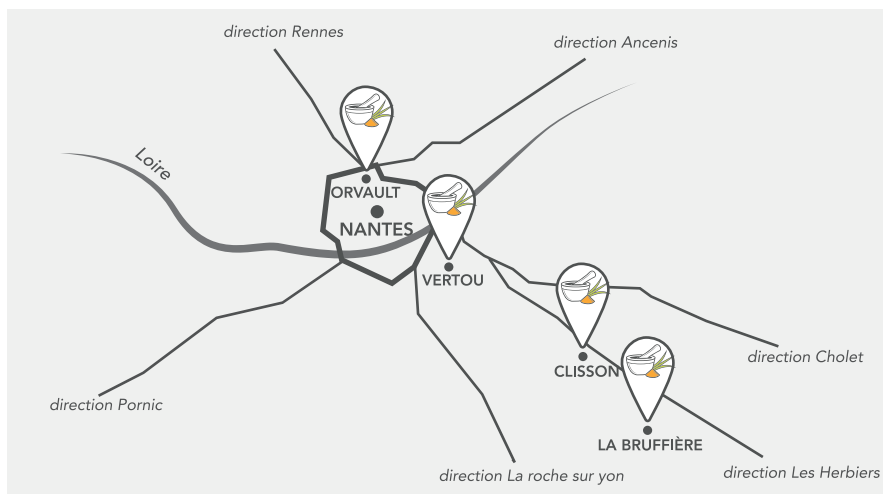 direction Rennes
direction Ancenis
Loire
ORVAULT
NANTES
VERTOU
direction Cholet
CLISSON
direction Pornic
LA BRUFFIÈRE
direction La roche sur yon
direction Les Herbiers